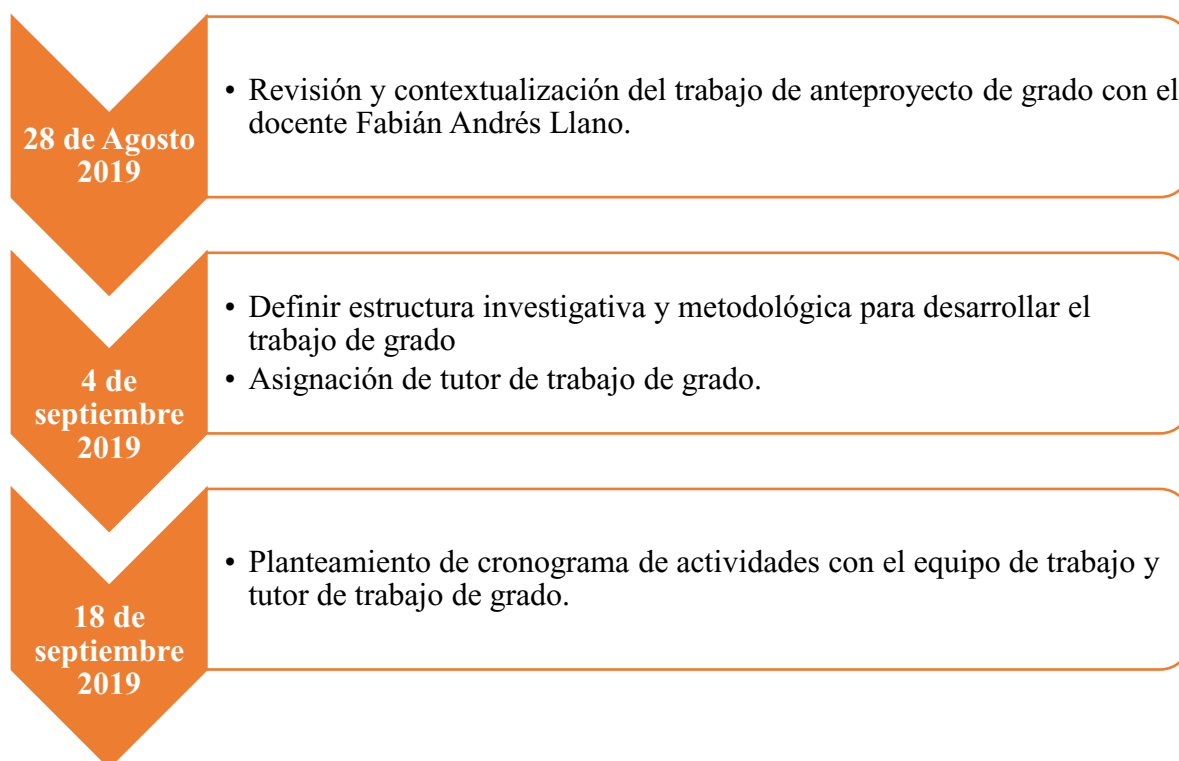 28 de Agosto
2019
• Revisión y contextualización del trabajo de anteproyecto de grado con el
docente Fabián Andrés Llano.
4 de
septiembre
2019
• Definir estructura investigativa y metodológica para desarrollar el
trabajo de grado
• Asignación de tutor de trabajo de grado.
18 de
septiembre
2019
• Planteamiento de cronograma de actividades con el equipo de trabajo y
tutor de trabajo de grado.